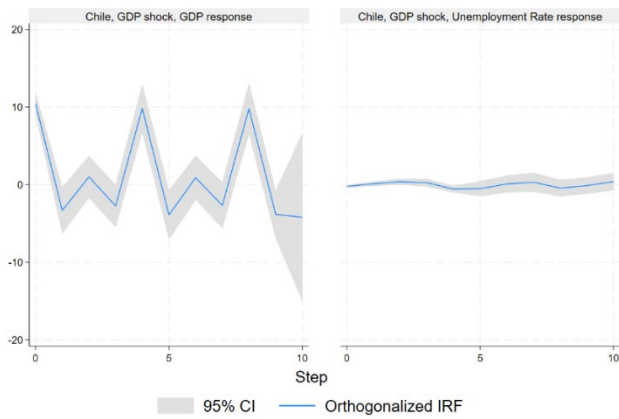 Chile, GDP shock, GDP response
Chile, GDP shock, Unemployment Rate response
20
10
0
-10
-20
0
5
10
0
5
10
Step
95% CI
Orthogonalized IRF